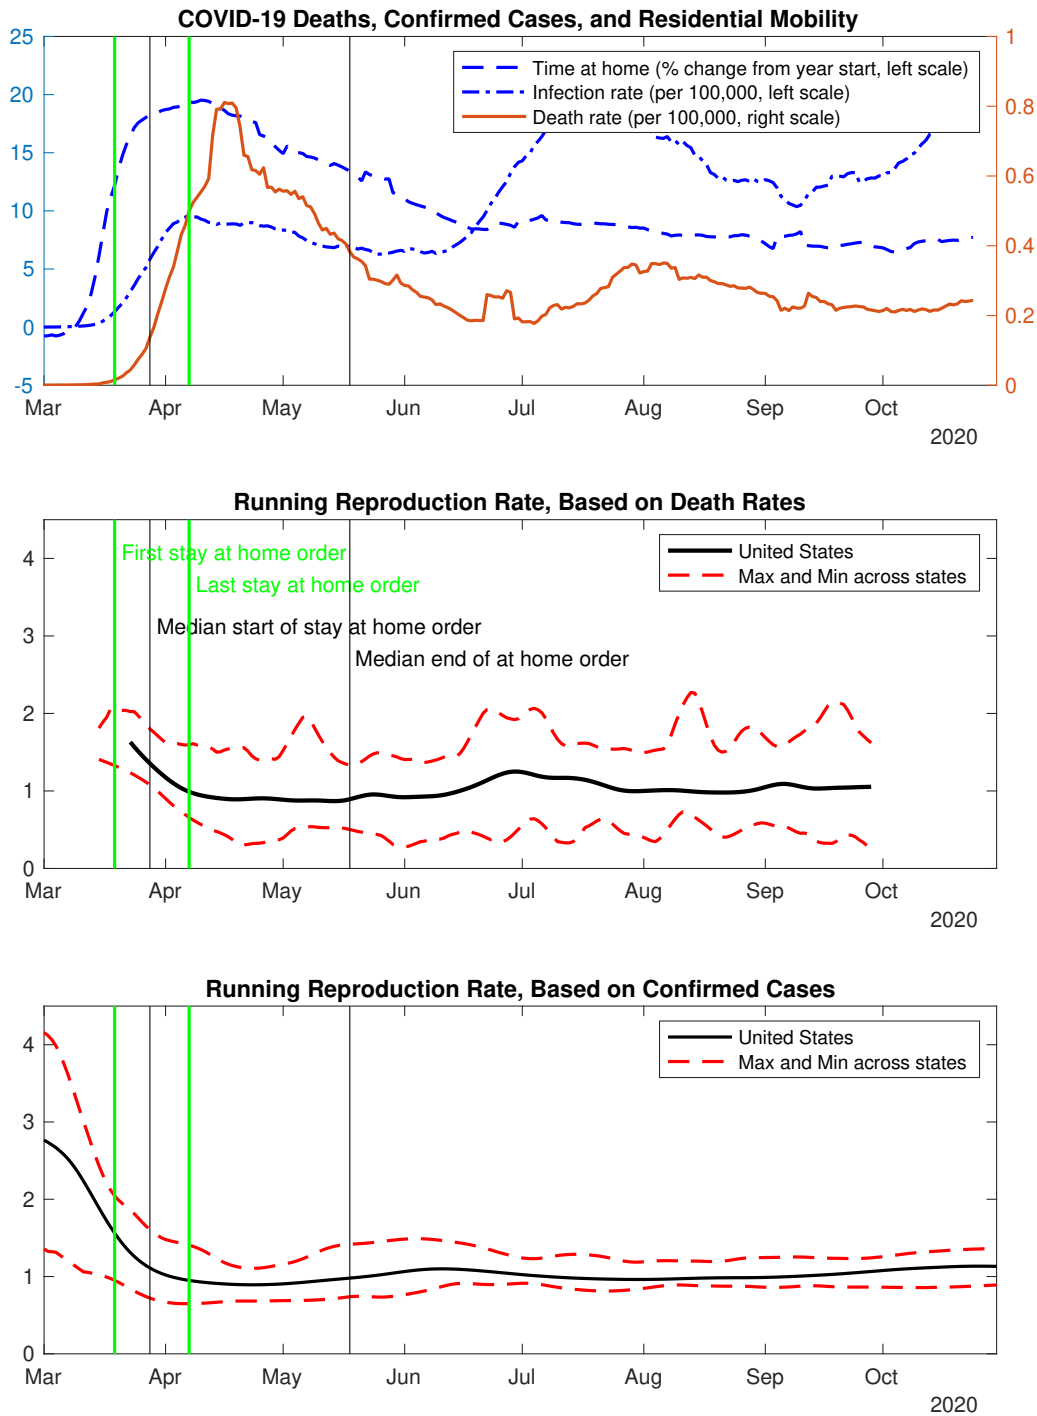 COVID-19 Deaths, Confirmed Cases, and Residential Mobility
25
20
15
10
5
0
-5
1
0.8
0.6
0.4
0.2
0
Time at home (% change from year start, left scale)
Infection rate (per 100,000, left scale)
Death rate (per 100,000, right scale)
Mar Apr May Jun Jul Aug Sep Oct
2020
Running Reproduction Rate, Based on Death Rates
4
3
2
1
0
United States
Max and Min across states
First stay at home order
Last stay at home order
Median start of stay at home order
Median end of at home order
Mar Apr May Jun Jul Aug Sep Oct
2020
Running Reproduction Rate, Based on Confirmed Cases
4
3
2
1
0
United States
Max and Min across states
Mar Apr May Jun Jul Aug Sep Oct
2020